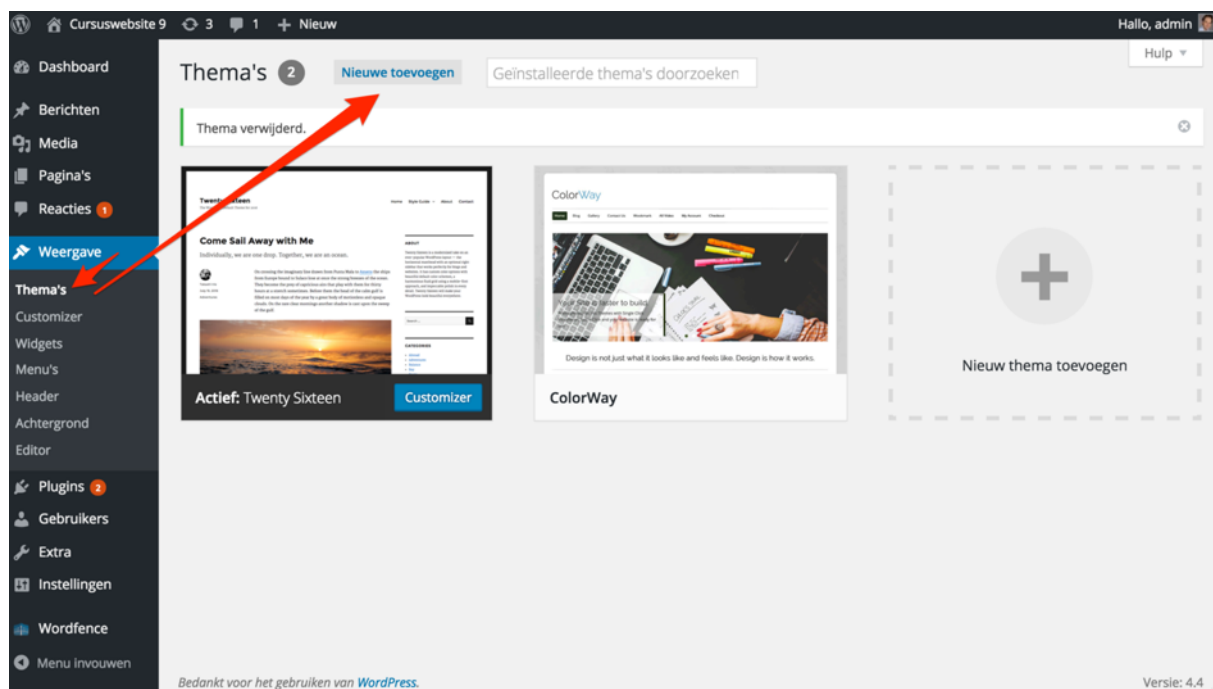 Cursuswebsite 9 3 1 + Nieuw
Hallo, admin
Hulp
Dashboard
Berichten
Media
Pagina's
Reacties 1
Weergave
Thema's
Customizer
Widgets
Menu's
Header
Achtergrond
Editor
Plugins 2
Gebruikers
Extra
Instellingen
Wordfence
Menu invouwen
Thema's 2 Nieuwe toevoegen Geïnstalleerde thema's doorzoeken
Thema verwijderd.
Come Sail Away with Me
Individually, we are one drop. Together, we are an ocean.
Actief: Twenty Sixteen Customizer
ColorWay
Design is not just what it looks like and feels like. Design is how it works.
ColorWay
Nieuw thema toevoegen
Bedankt voor het gebruiken van WordPress.
Versie: 4.4